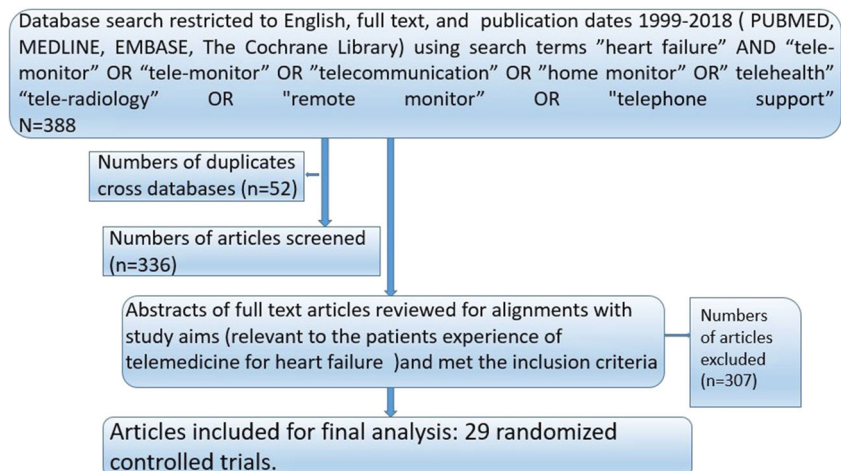 Database search restricted to English, full text, and publication dates 1999-2018 ( PUBMED,
MEDLINE, EMBASE, The Cochrane Library) using search terms ”heart failure” AND “tele-
monitor” OR “tele-monitor” OR ”telecommunication” OR ”home monitor” OR” telehealth”
“tele-radiology” OR "remote monitor” OR "telephone support”
N=388
Numbers of duplicates
cross databases (n=52)
Numbers of articles screened
(n=336)
Abstracts of full text articles reviewed for alignments with
study aims (relevant to the patients experience of
telemedicine for heart failure )and met the inclusion criteria
Numbers
of articles
excluded
(n=307)
Articles included for final analysis: 29 randomized
controlled trials.